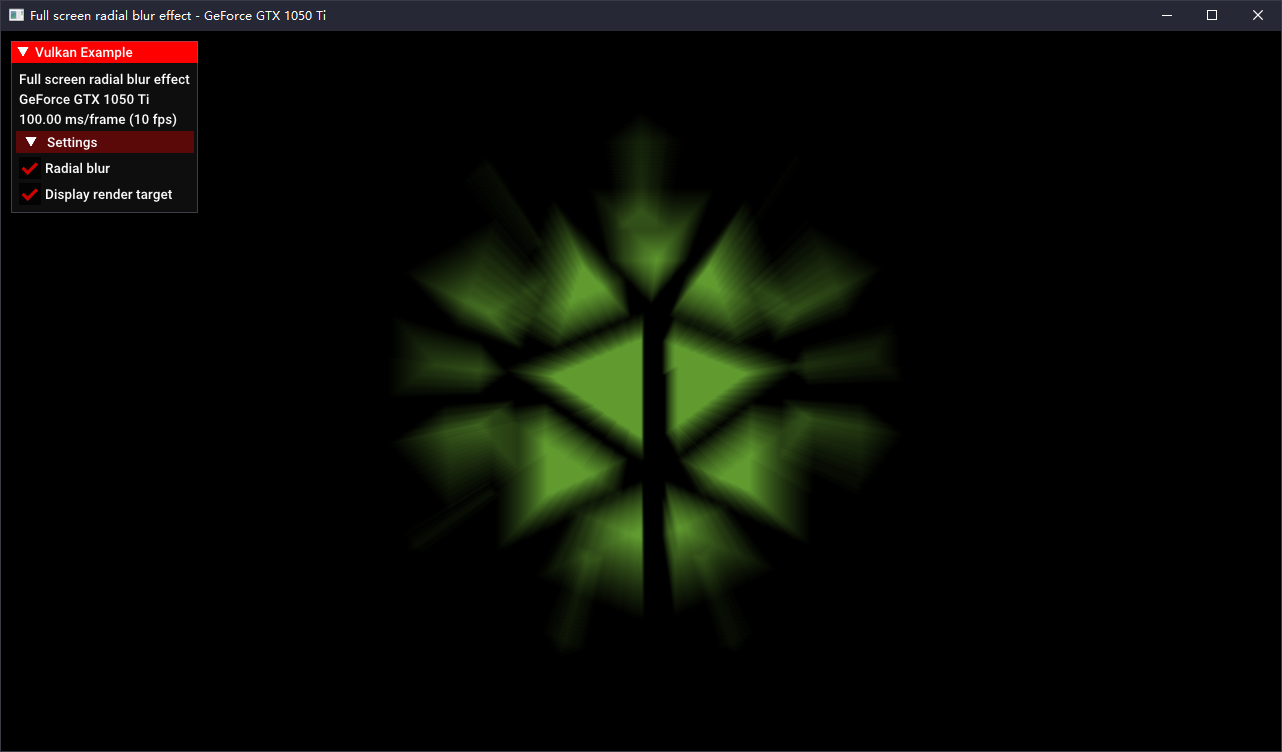 Full screen radial blur effect - GeForce GTX 1050 Ti
Vulkan Example
Full screen radial blur effect
GeForce GTX 1050 Ti
100.00 ms/frame (10 fps)
Settings
Radial blur
Display render target